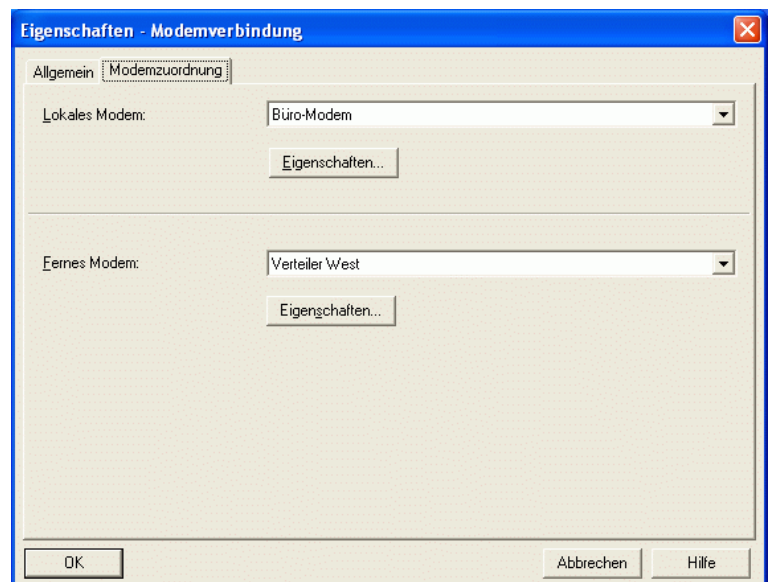 Eigenschaften - Modemverbindung
Allgemein Modemzuordnung
Lokales Modem: Büro-Modem
Eigenschaften...
Fernes Modem: Verteiler West
Eigenschaften...
OK Abbrechen Hilfe